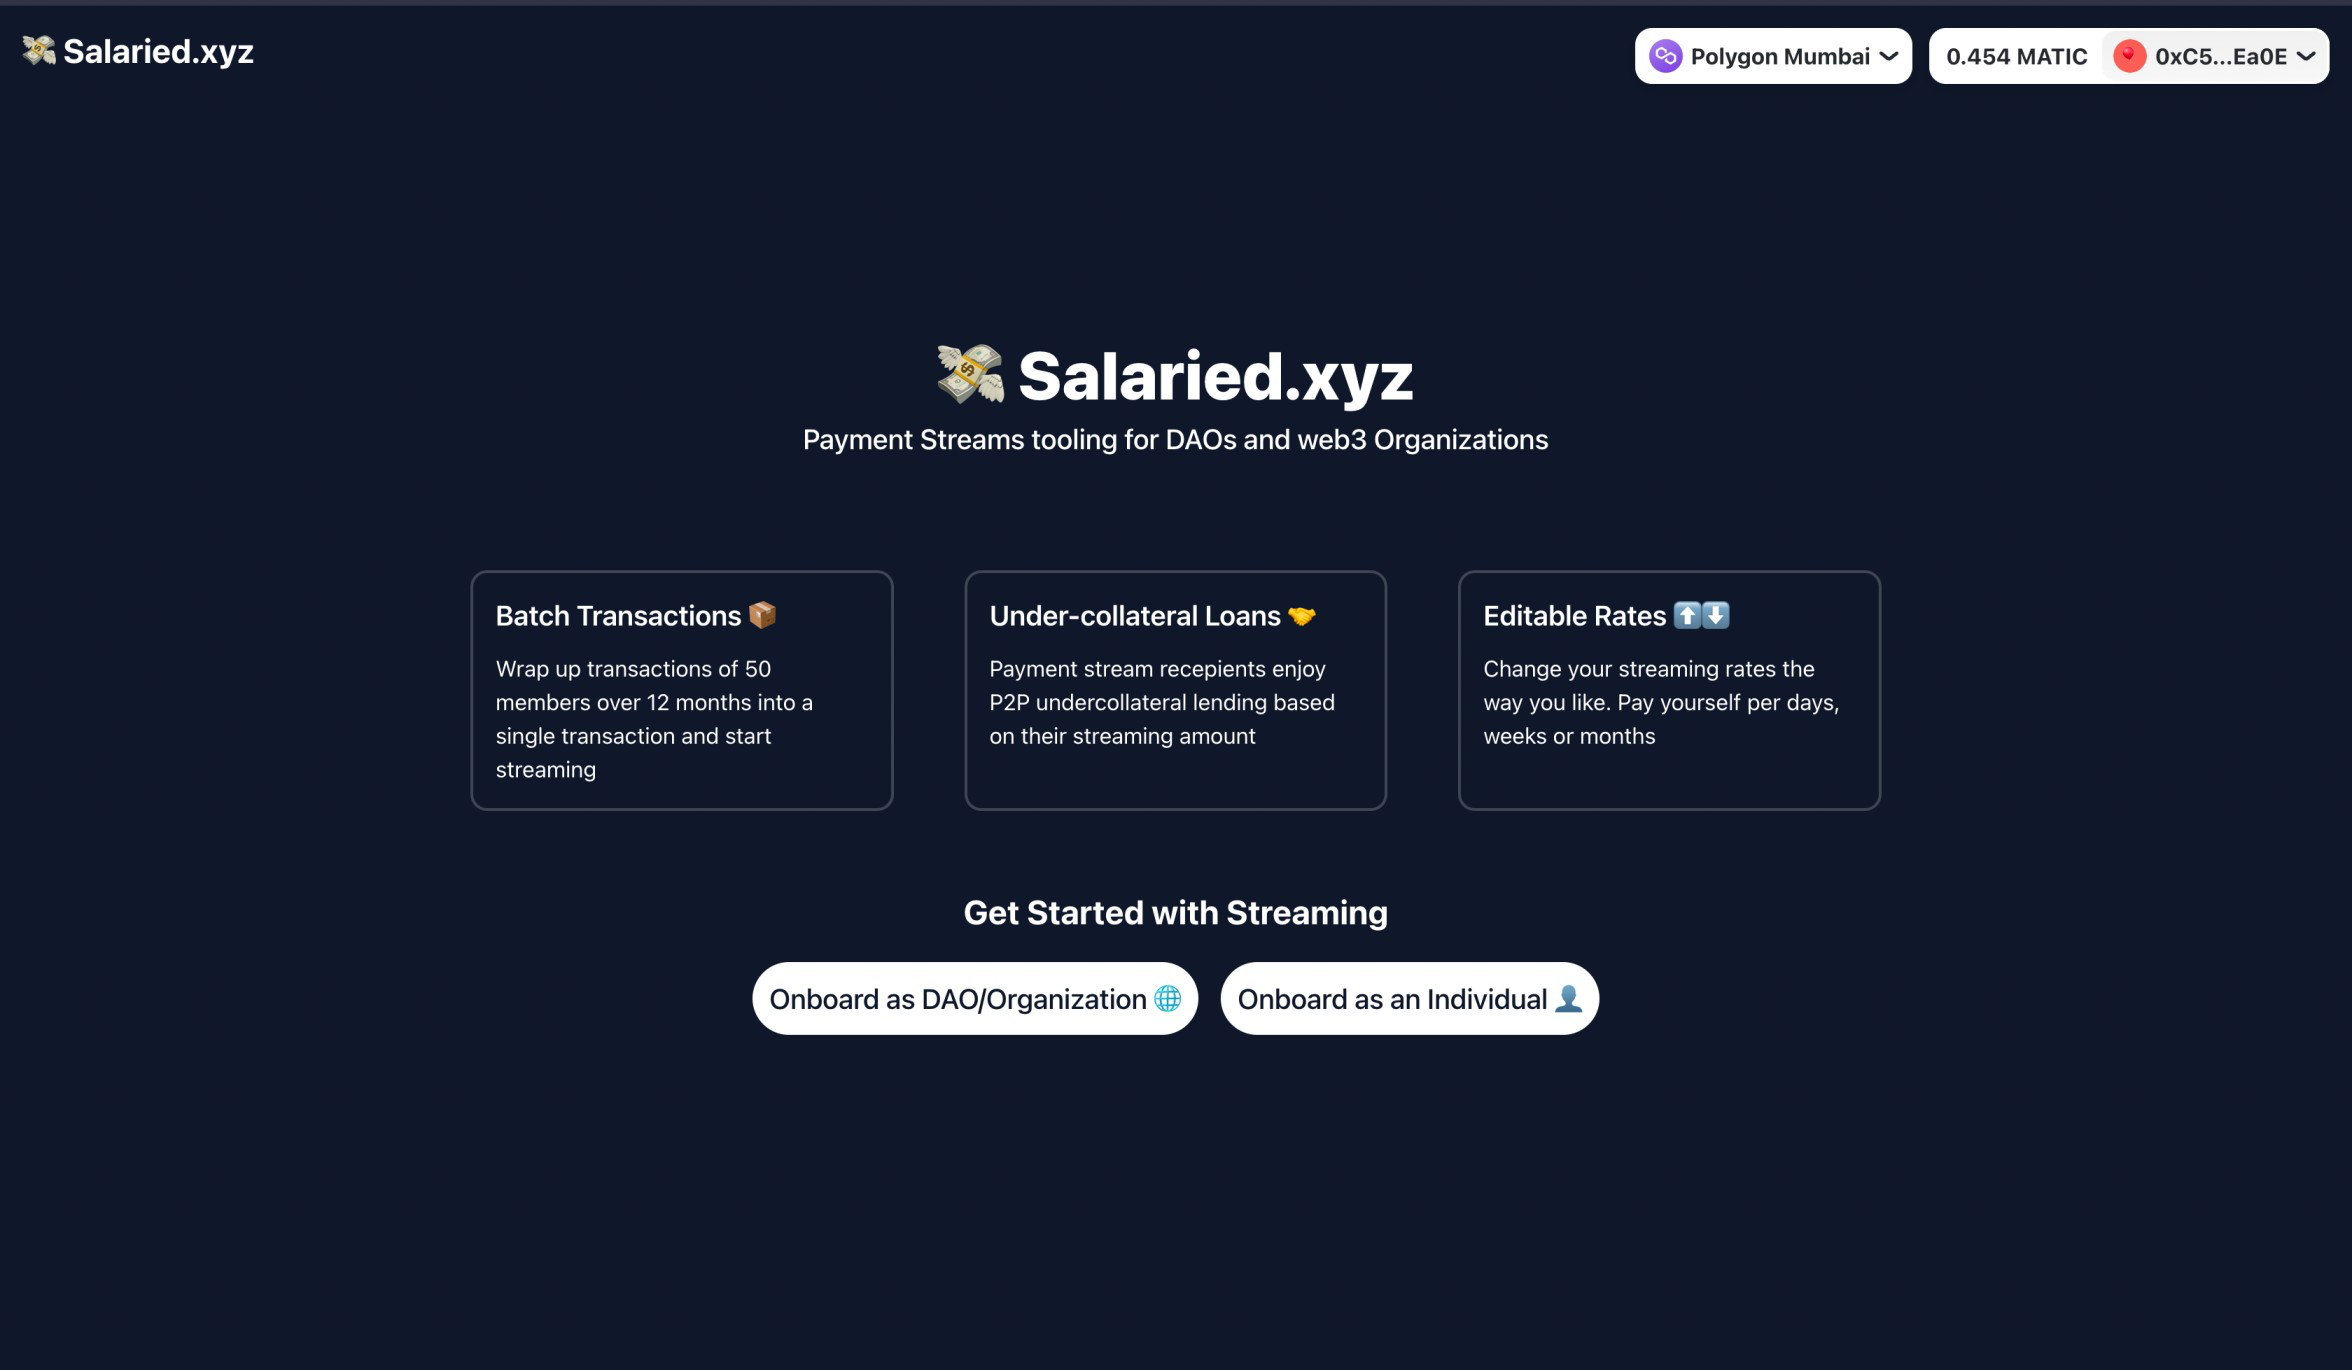 Salaried.xyz
Polygon Mumbai
0.454 MATIC
0xC5...Ea0E
Salaried.xyz
Payment Streams tooling for DAOs and web3 Organizations
Batch Transactions 📦
Wrap up transactions of 50
members over 12 months into a
single transaction and start
streaming
Under-collateral Loans 🤝
Payment stream recepients enjoy
P2P undercollateral lending based
on their streaming amount
Editable Rates ⬆️⬇️
Change your streaming rates the
way you like. Pay yourself per days,
weeks or months
Get Started with Streaming
Onboard as DAO/Organization 🌐
Onboard as an Individual 👤